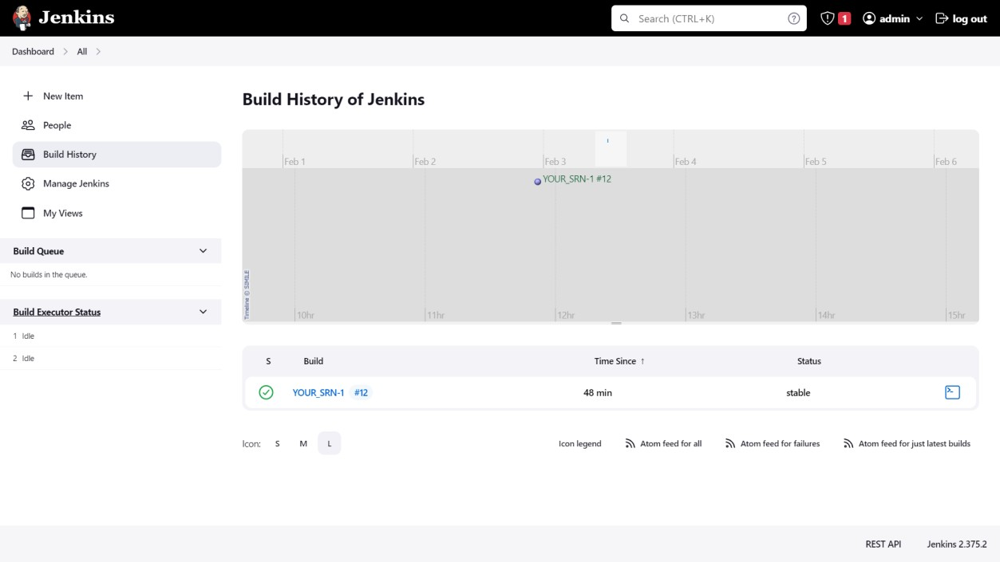 Jenkins
Search (CTRL+K)
1
admin
log out
Dashboard
All
New Item
People
Build History
Manage Jenkins
My Views
Build Queue
No builds in the queue.
Build Executor Status
1 Idle
2 Idle
Build History of Jenkins
Feb 1 Feb 2 Feb 3 Feb 4 Feb 5 Feb 6
YOUR_SRN-1 #12
Timeline © SIMILE
10hr 11hr 12hr 13hr 14hr 15hr
S Build Time Since ↑ Status
YOUR_SRN-1 #12 48 min stable
Icon: S M L Icon legend Atom feed for all Atom feed for failures Atom feed for just latest builds
REST API Jenkins 2.375.2